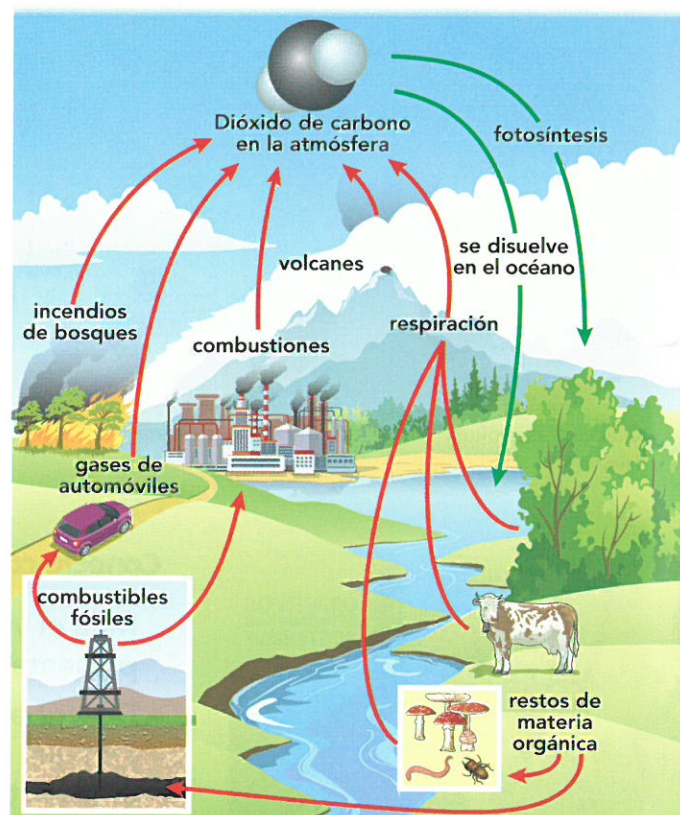 Dióxido de carbono
en la atmósfera
fotosíntesis
se disuelve
en el océano
volcanes
incendios
de bosques
combustiones
respiración
gases de
automóviles
combustibles
fósiles
restos de
materia
orgánica